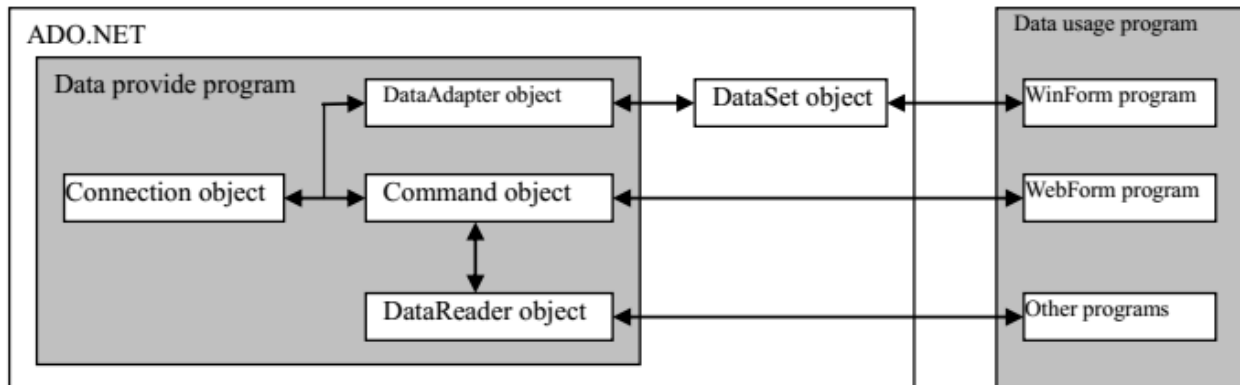 ADO.NET
Data provide program
DataAdapter object
DataSet object
Connection object
Command object
DataReader object
Data usage program
WinForm program
WebForm program
Other programs